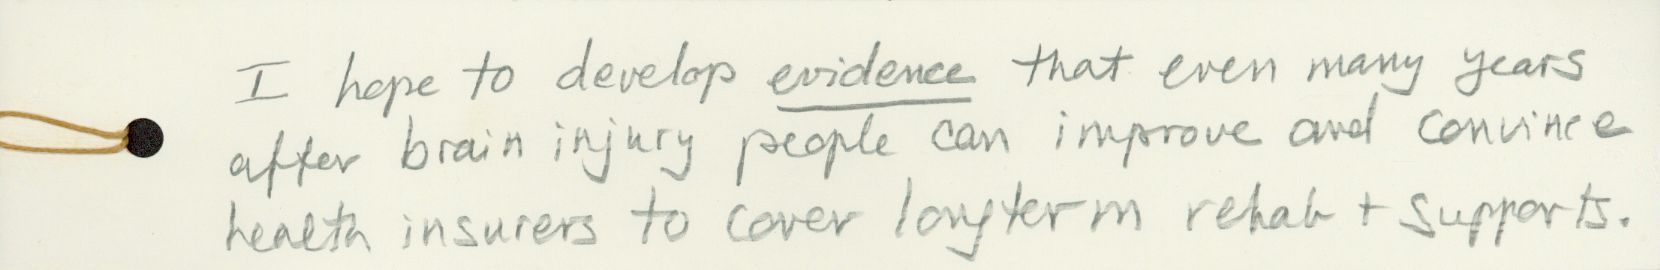 I hope to develop evidence that even many years
after brain injury people can improve and convince
health insurers to cover longterm rehab + supports.